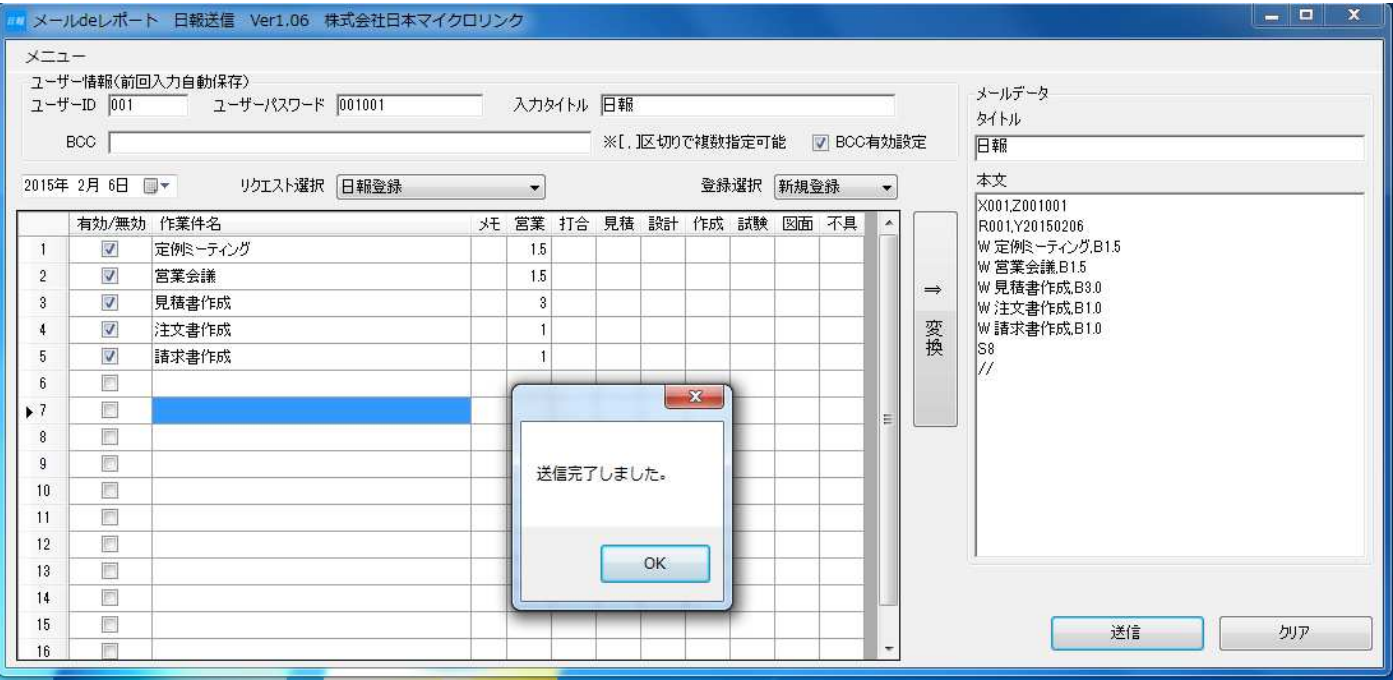 日報 メールdeレポート 日報送信 Ver1.06 株式会社日本マイクロリンク
メニュー
ユーザー情報(前回入力自動保存)
ユーザーID 001 ユーザーパスワード 001001 入力タイトル 日報
BCC ※[,]区切りで複数指定可能 BCC有効設定
2015年 2月 6日 リクエスト選択 日報登録 登録選択 新規登録
有効/無効 作業件名 メモ 営業 打合 見積 設計 作成 試験 図面 不具
1 定例ミーティング 1.5
2 営業会議 1.5
3 見積書作成 3
4 注文書作成 1
5 請求書作成 1
6
7
8
9
10
11
12
13
14
15
16
⇒
変換
送信完了しました。
OK
メールデータ
タイトル
日報
本文
X001,Z001001
R001,Y20150206
W 定例ミーティング,B1.5
W 営業会議,B1.5
W 見積書作成,B3.0
W 注文書作成,B1.0
W 請求書作成,B1.0
S8
//
送信 クリア